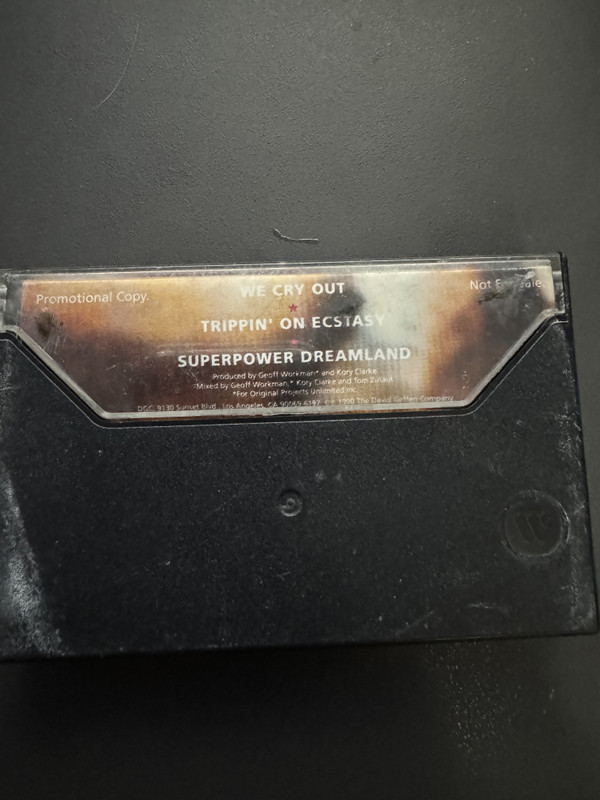 Promotional Copy.
WE CRY OUT
Not For Sale.
TRIPPIN' ON ECSTASY
SUPERPOWER DREAMLAND
Produced by Geoff Workman* and Kory Clarke
*Mixed by Geoff Workman,* Kory Clarke and Tom Zutaut
*For Original Projects Unlimited Inc.
DGC, 9130 Sunset Blvd., Los Angeles, CA 90069-6197. ©℗ 1990 The David Geffen Company